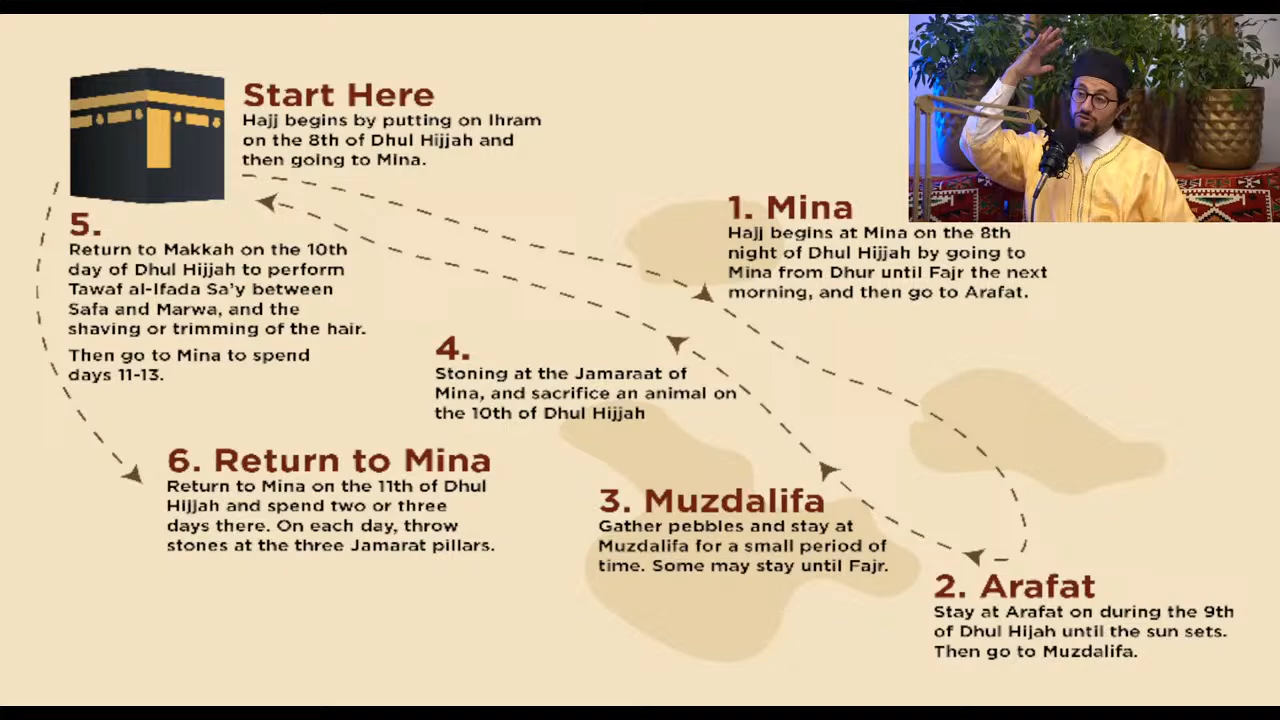 Start Here
Hajj begins by putting on Ihram
on the 8th of Dhul Hijjah and
then going to Mina.
1. Mina
Hajj begins at Mina on the 8th
night of Dhul Hijjah by going to
Mina from Dhur until Fajr the next
morning, and then go to Arafat.
2. Arafat
Stay at Arafat on during the 9th
of Dhul Hijah until the sun sets.
Then go to Muzdalifa.
3. Muzdalifa
Gather pebbles and stay at
Muzdalifa for a small period of
time. Some may stay until Fajr.
4.
Stoning at the Jamaraat of
Mina, and sacrifice an animal on
the 10th of Dhul Hijjah
5.
Return to Makkah on the 10th
day of Dhul Hijjah to perform
Tawaf al-Ifada Sa'y between
Safa and Marwa, and the
shaving or trimming of the hair.
Then go to Mina to spend
days 11-13.
6. Return to Mina
Return to Mina on the 11th of Dhul
Hijjah and spend two or three
days there. On each day, throw
stones at the three Jamarat pillars.